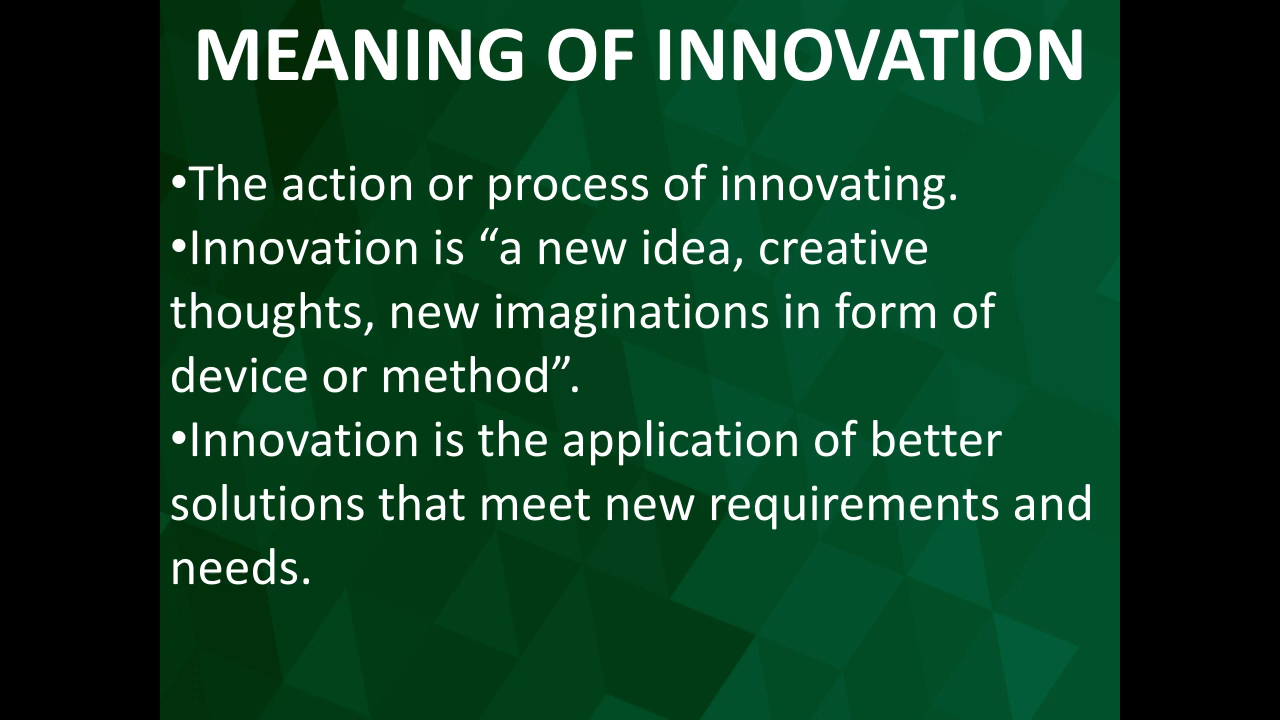 MEANING OF INNOVATION
•The action or process of innovating.
•Innovation is “a new idea, creative
thoughts, new imaginations in form of
device or method”.
•Innovation is the application of better
solutions that meet new requirements and
needs.